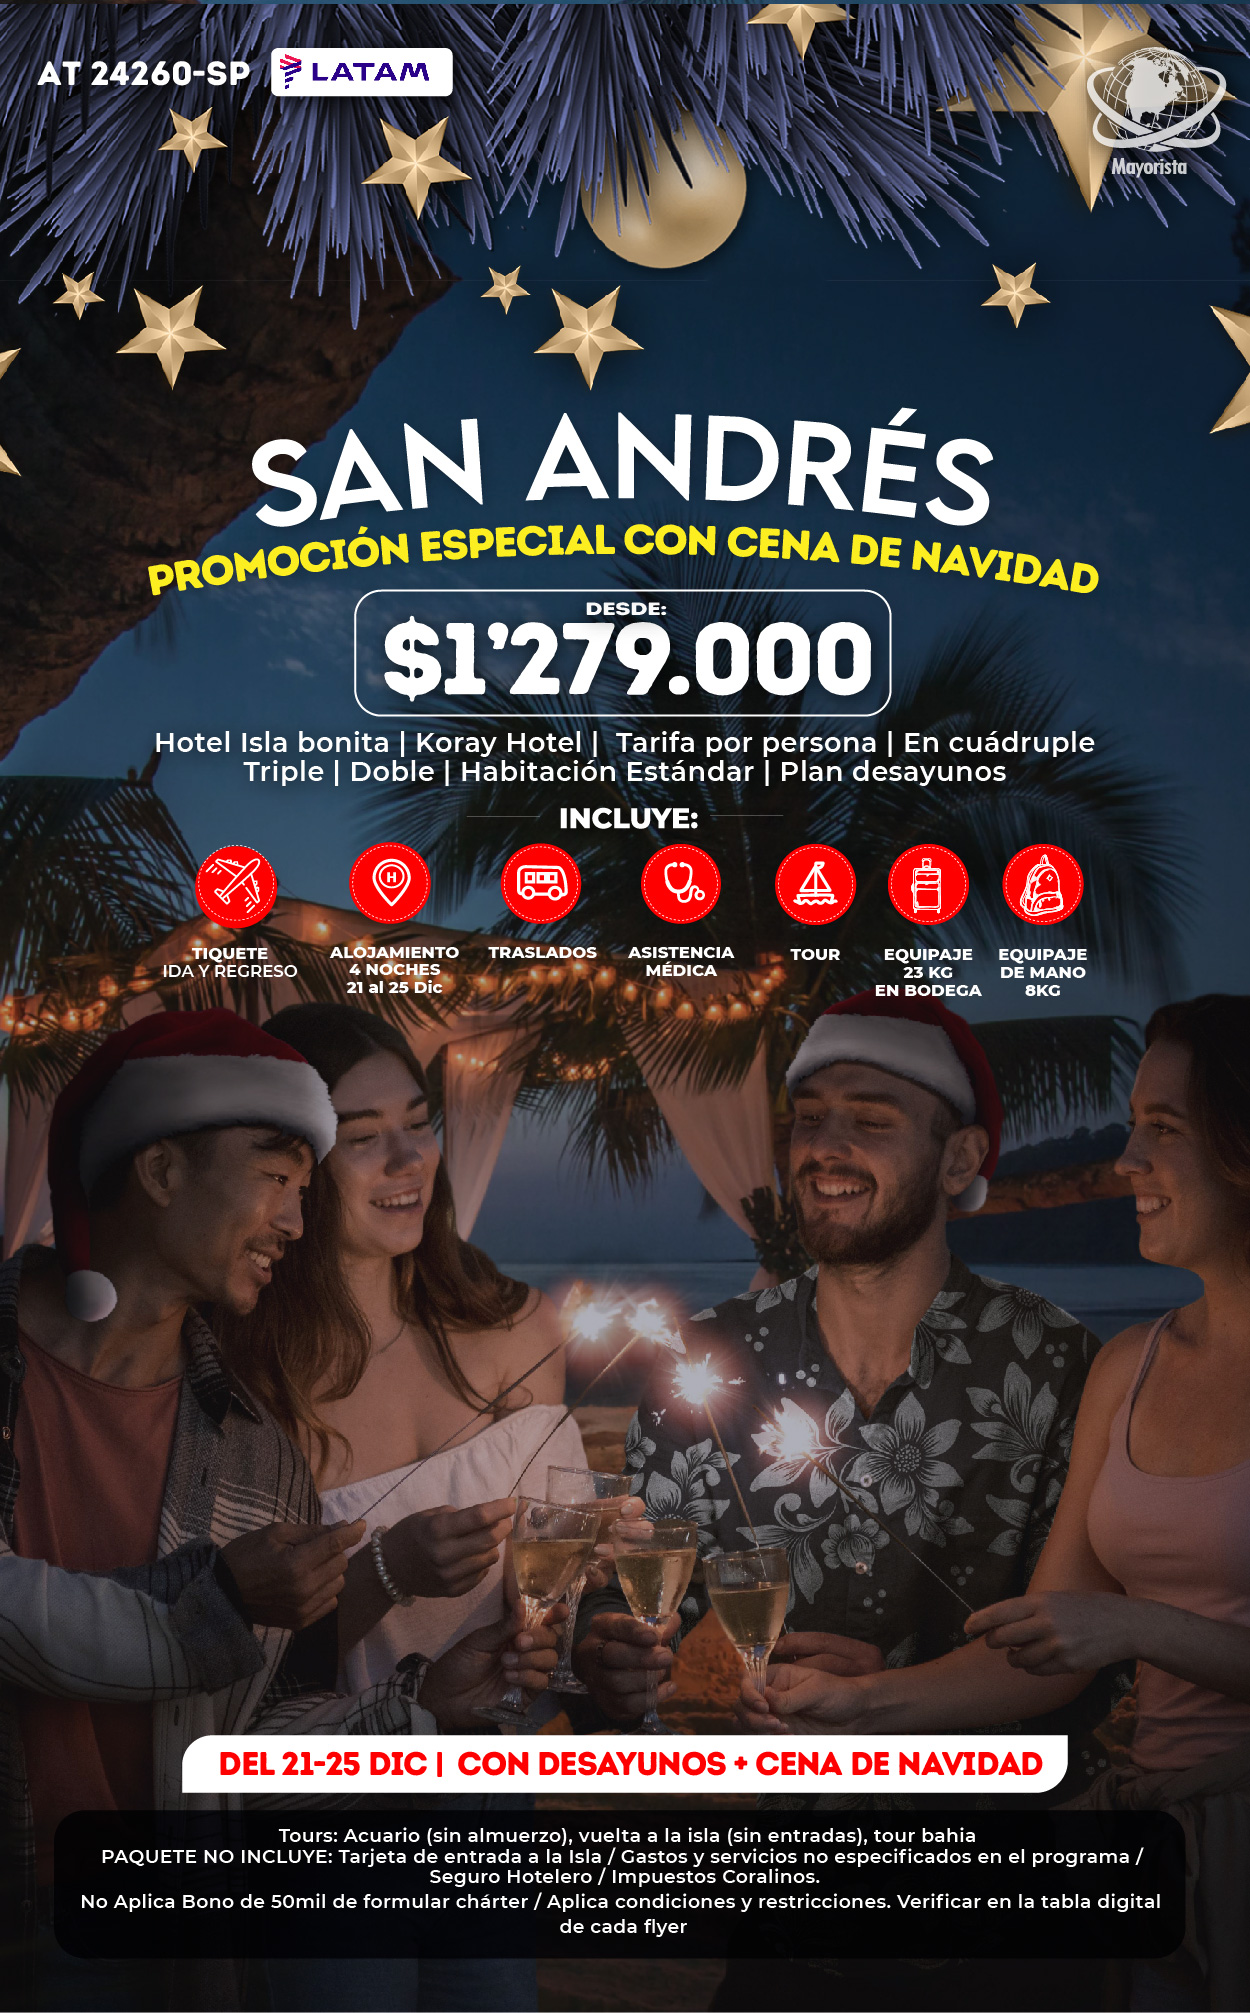 AT 24260-SP LATAM
Mayorista
SAN ANDRÉS
PROMOCIÓN ESPECIAL CON CENA DE NAVIDAD
DESDE:
$1’279.000
Hotel Isla bonita | Koray Hotel | Tarifa por persona | En cuádruple
Triple | Doble | Habitación Estándar | Plan desayunos
INCLUYE:
H
TIQUETE
IDA Y REGRESO
ALOJAMIENTO
4 NOCHES
21 al 25 Dic
TRASLADOS
ASISTENCIA
MÉDICA
TOUR
EQUIPAJE
23 KG
EN BODEGA
EQUIPAJE
DE MANO
8KG
DEL 21-25 DIC | CON DESAYUNOS + CENA DE NAVIDAD
Tours: Acuario (sin almuerzo), vuelta a la isla (sin entradas), tour bahia
PAQUETE NO INCLUYE: Tarjeta de entrada a la Isla / Gastos y servicios no especificados en el programa /
Seguro Hotelero / Impuestos Coralinos.
No Aplica Bono de 50mil de formular chárter / Aplica condiciones y restricciones. Verificar en la tabla digital
de cada flyer